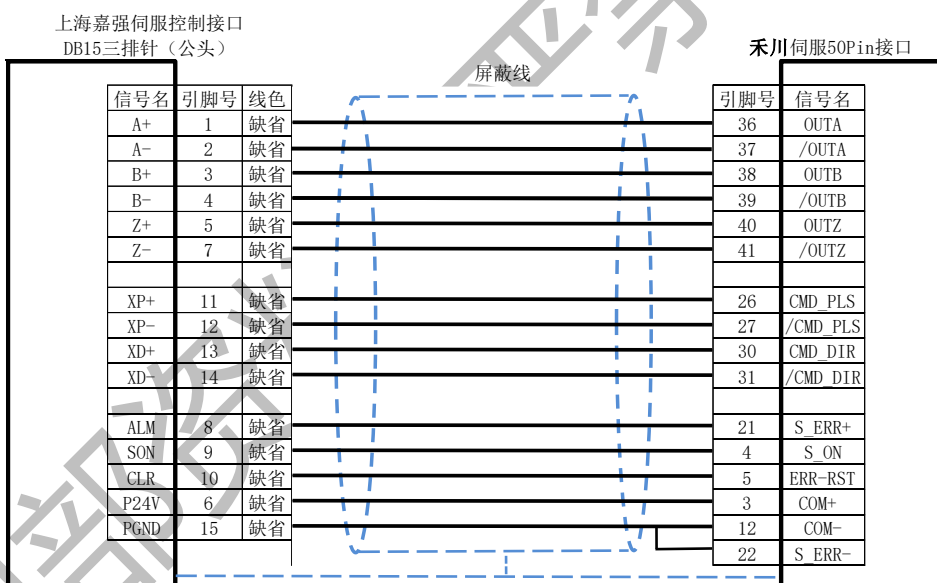 上海嘉强伺服控制接口
DB15三排针（公头）
禾川伺服50Pin接口
屏蔽线
信号名 引脚号 线色 引脚号 信号名
A+ 1 缺省 36 OUTA
A- 2 缺省 37 /OUTA
B+ 3 缺省 38 OUTB
B- 4 缺省 39 /OUTB
Z+ 5 缺省 40 OUTZ
Z- 7 缺省 41 /OUTZ
XP+ 11 缺省 26 CMD_PLS
XP- 12 缺省 27 /CMD_PLS
XD+ 13 缺省 30 CMD_DIR
XD- 14 缺省 31 /CMD_DIR
ALM 8 缺省 21 S_ERR+
SON 9 缺省 4 S_ON
CLR 10 缺省 5 ERR-RST
P24V 6 缺省 3 COM+
PGND 15 缺省 12 COM-
22 S_ERR-